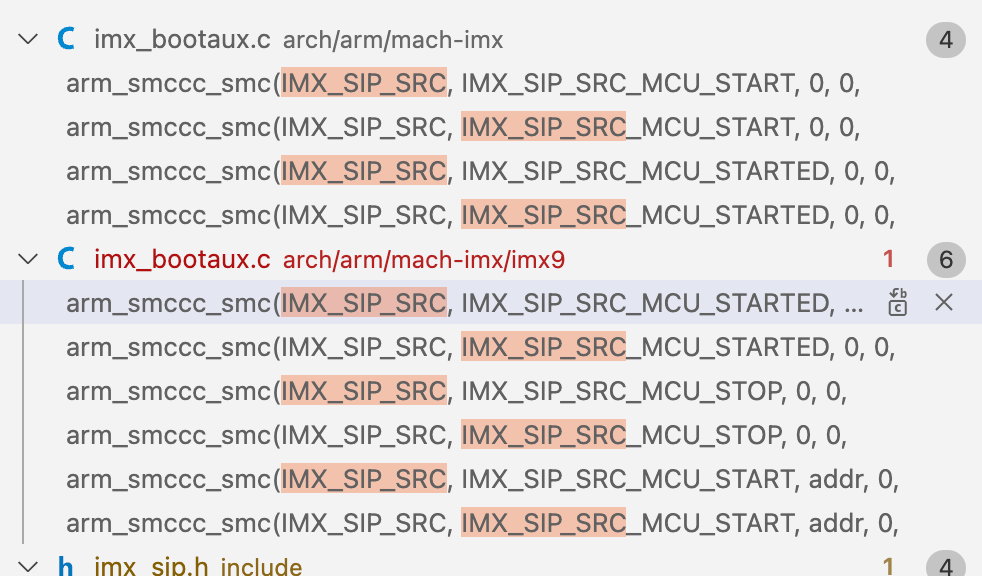 C imx_bootaux.c arch/arm/mach-imx 4
arm_smccc_smc(IMX_SIP_SRC, IMX_SIP_SRC_MCU_START, 0, 0,
arm_smccc_smc(IMX_SIP_SRC, IMX_SIP_SRC_MCU_START, 0, 0,
arm_smccc_smc(IMX_SIP_SRC, IMX_SIP_SRC_MCU_STARTED, 0, 0,
arm_smccc_smc(IMX_SIP_SRC, IMX_SIP_SRC_MCU_STARTED, 0, 0,
C imx_bootaux.c arch/arm/mach-imx/imx9 1 6
arm_smccc_smc(IMX_SIP_SRC, IMX_SIP_SRC_MCU_STARTED, ...
arm_smccc_smc(IMX_SIP_SRC, IMX_SIP_SRC_MCU_STARTED, 0, 0,
arm_smccc_smc(IMX_SIP_SRC, IMX_SIP_SRC_MCU_STOP, 0, 0,
arm_smccc_smc(IMX_SIP_SRC, IMX_SIP_SRC_MCU_STOP, 0, 0,
arm_smccc_smc(IMX_SIP_SRC, IMX_SIP_SRC_MCU_START, addr, 0,
arm_smccc_smc(IMX_SIP_SRC, IMX_SIP_SRC_MCU_START, addr, 0,
h imx_sip.h include 1 4